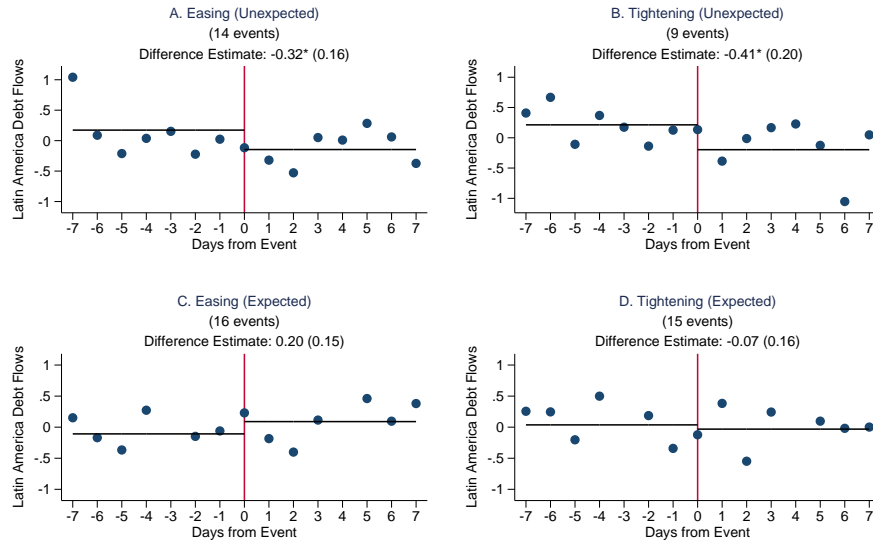 A. Easing (Unexpected)
(14 events)
Difference Estimate: -0.32* (0.16)
Latin America Debt Flows
1
.5
0
-.5
-1
-7 -6 -5 -4 -3 -2 -1 0 1 2 3 4 5 6 7
Days from Event
B. Tightening (Unexpected)
(9 events)
Difference Estimate: -0.41* (0.20)
Latin America Debt Flows
1
.5
0
-.5
-1
-7 -6 -5 -4 -3 -2 -1 0 1 2 3 4 5 6 7
Days from Event
C. Easing (Expected)
(16 events)
Difference Estimate: 0.20 (0.15)
Latin America Debt Flows
1
.5
0
-.5
-1
-7 -6 -5 -4 -3 -2 -1 0 1 2 3 4 5 6 7
Days from Event
D. Tightening (Expected)
(15 events)
Difference Estimate: -0.07 (0.16)
Latin America Debt Flows
1
.5
0
-.5
-1
-7 -6 -5 -4 -3 -2 -1 0 1 2 3 4 5 6 7
Days from Event